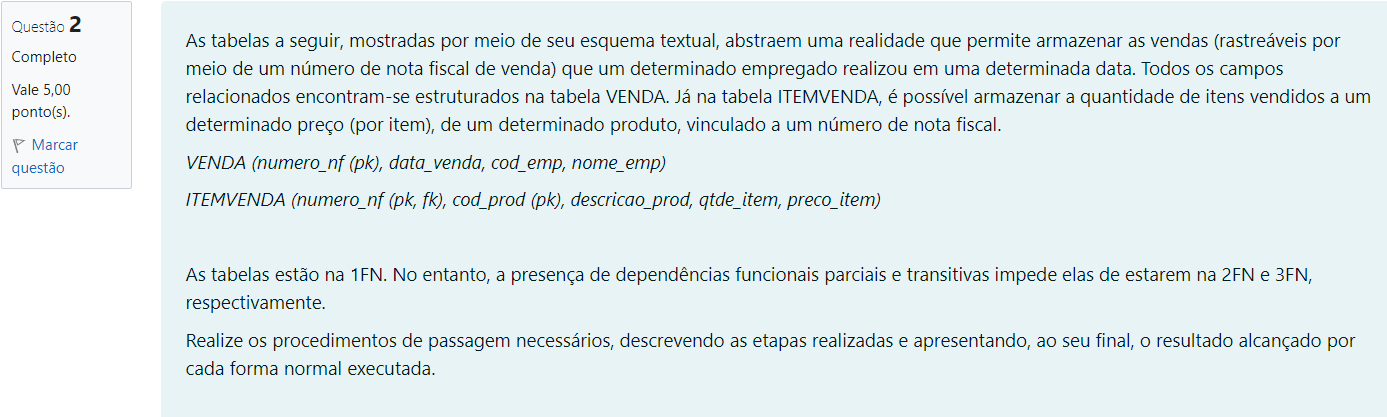 Questão 2
Completo
Vale 5,00
ponto(s).
Marcar
questão
As tabelas a seguir, mostradas por meio de seu esquema textual, abstraem uma realidade que permite armazenar as vendas (rastreáveis por
meio de um número de nota fiscal de venda) que um determinado empregado realizou em uma determinada data. Todos os campos
relacionados encontram-se estruturados na tabela VENDA. Já na tabela ITEMVENDA, é possível armazenar a quantidade de itens vendidos a um
determinado preço (por item), de um determinado produto, vinculado a um número de nota fiscal.
VENDA (numero_nf (pk), data_venda, cod_emp, nome_emp)
ITEMVENDA (numero_nf (pk, fk), cod_prod (pk), descricao_prod, qtde_item, preco_item)
As tabelas estão na 1FN. No entanto, a presença de dependências funcionais parciais e transitivas impede elas de estarem na 2FN e 3FN,
respectivamente.
Realize os procedimentos de passagem necessários, descrevendo as etapas realizadas e apresentando, ao seu final, o resultado alcançado por
cada forma normal executada.